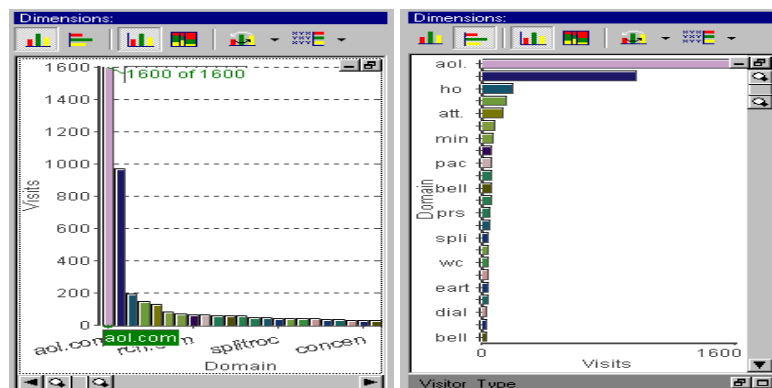 Dimensions:
1600
1600 of 1600
1400
1200
1000
800
600
400
200
0
Visits
aol.com
aol.com
splitroc
concen
Domain
Dimensions:
aol.
ho
att.
min
pac
bell
prs
spli
wc
eart
dial
bell
Domain
0
1600
Visits
Visitor Type